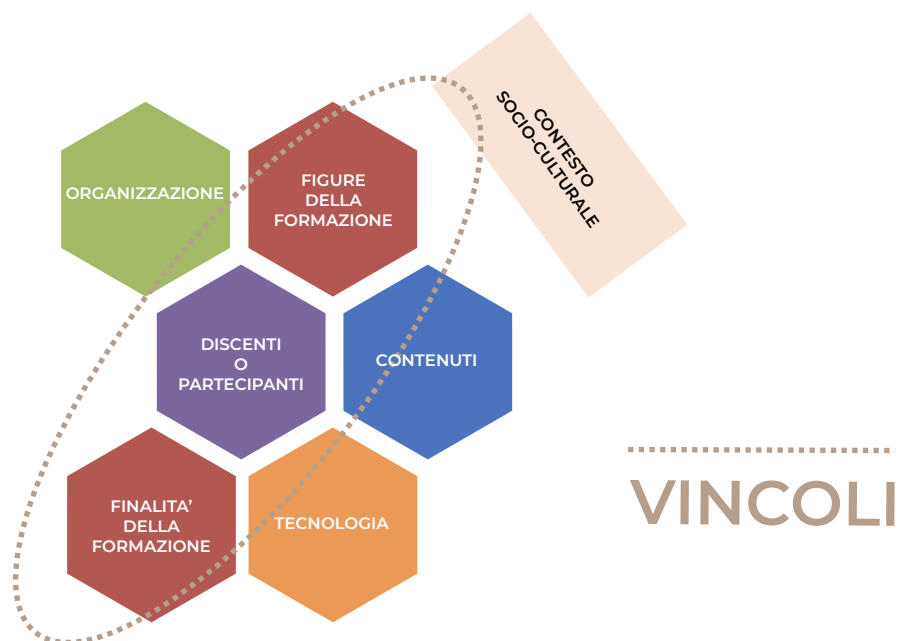 CONTESTO
SOCIO-CULTURALE
ORGANIZZAZIONE
FIGURE
DELLA
FORMAZIONE
DISCENTI
O
PARTECIPANTI
CONTENUTI
FINALITA’
DELLA
FORMAZIONE
TECNOLOGIA
VINCOLI